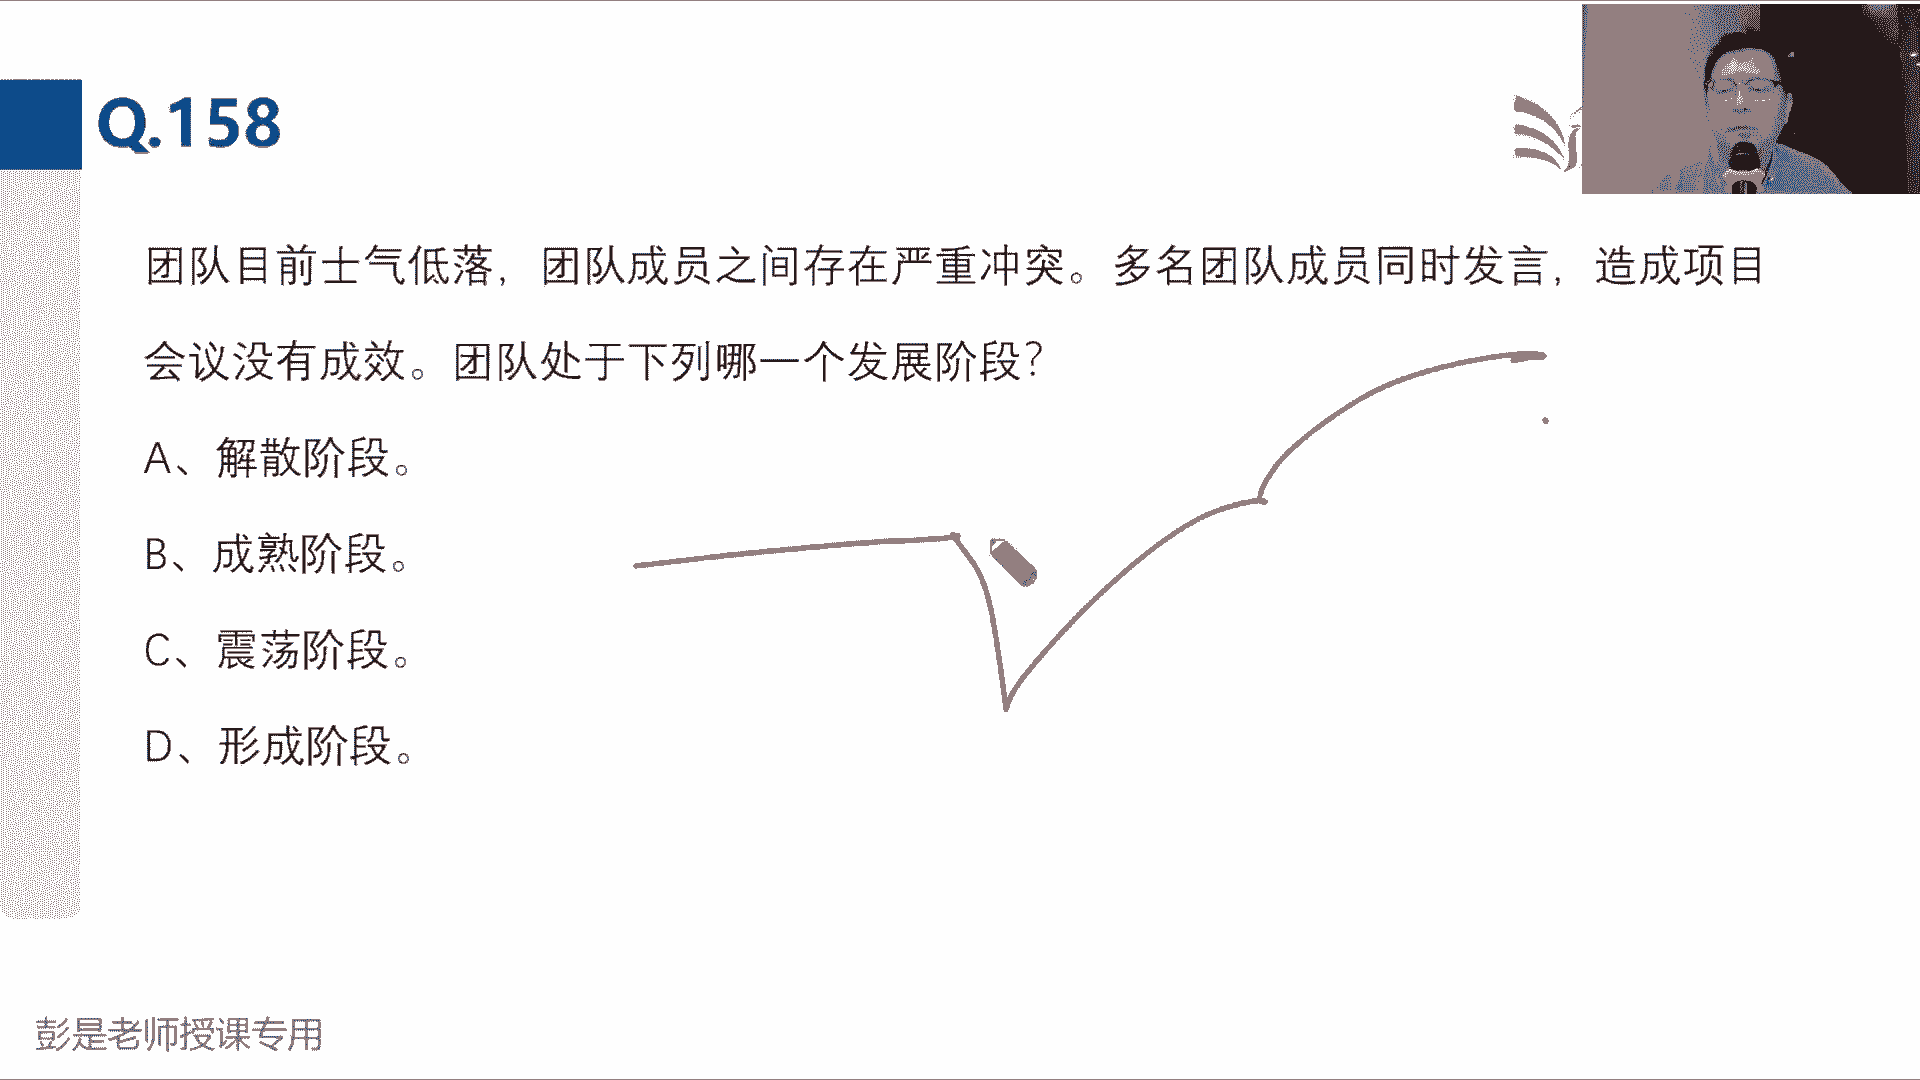 Q.158
团队目前士气低落，团队成员之间存在严重冲突。多名团队成员同时发言，造成项目
会议没有成效。团队处于下列哪一个发展阶段？
A、解散阶段。
B、成熟阶段。
C、震荡阶段。
D、形成阶段。
彭是老师授课专用